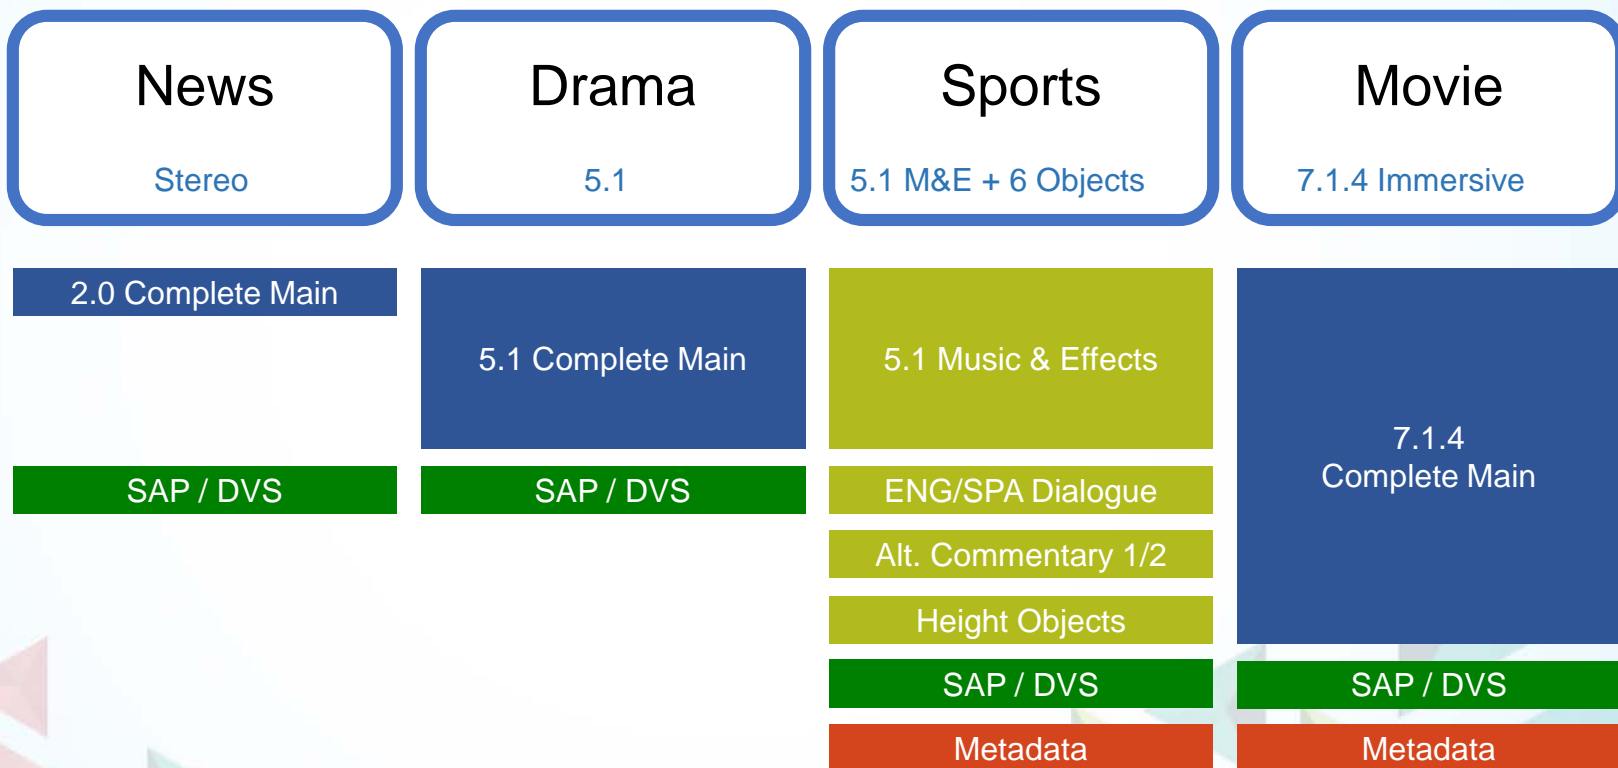 News
Stereo
Drama
5.1
Sports
5.1 M&E + 6 Objects
Movie
7.1.4 Immersive
2.0 Complete Main
SAP / DVS
5.1 Complete Main
SAP / DVS
5.1 Music & Effects
ENG/SPA Dialogue
Alt. Commentary 1/2
Height Objects
SAP / DVS
Metadata
7.1.4
Complete Main
SAP / DVS
Metadata